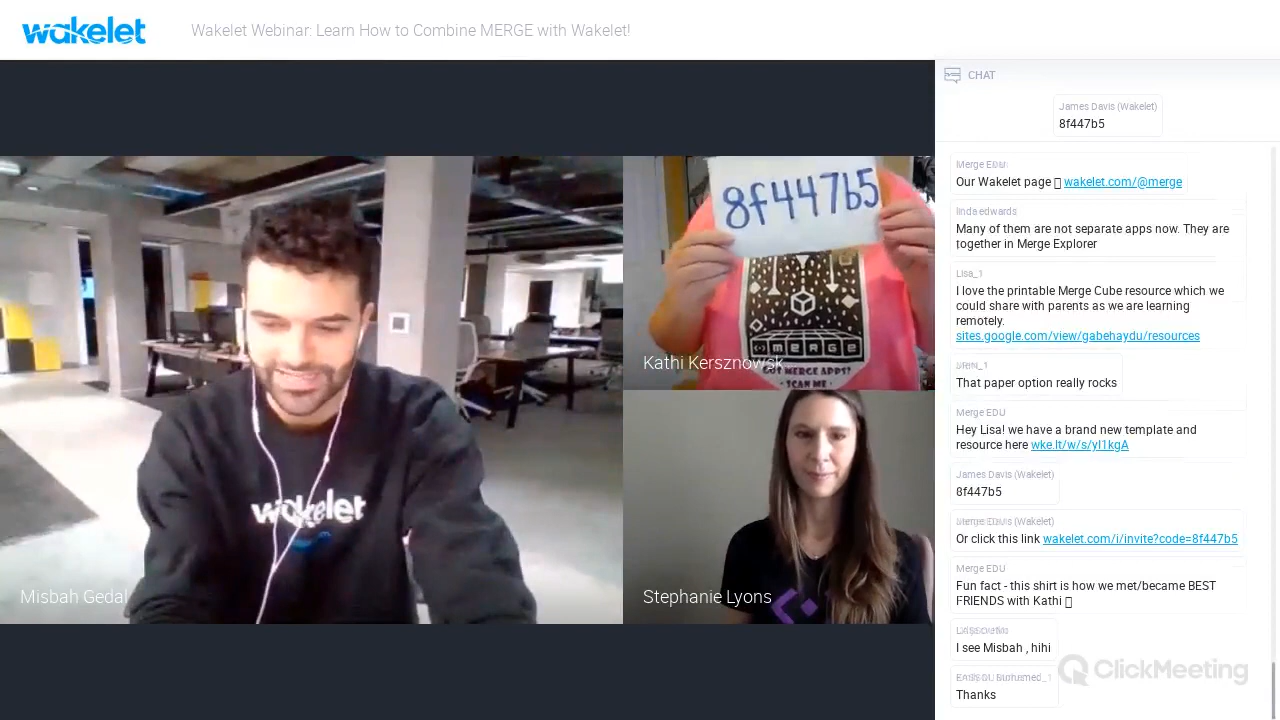 wakelet
Wakelet Webinar: Learn How to Combine MERGE with Wakelet!
CHAT
James Davis (Wakelet)
8f447b5
Merge EDU
Our Wakelet page wakelet.com/@merge
linda edwards
Many of them are not separate apps now. They are
together in Merge Explorer
Lisa_1
I love the printable Merge Cube resource which we
could share with parents as we are learning
remotely.
sites.google.com/view/gabehaydu/resources
That paper option really rocks
Merge EDU
Hey Lisa! we have a brand new template and
resource here wke.lt/w/s/yI1kgA
James Davis (Wakelet)
8f447b5
(Wakelet)
Or click this link wakelet.com/i/invite?code=8f447b5
Merge EDU
Fun fact - this shirt is how we met/became BEST
FRIENDS with Kathi
I see Misbah , hihi
Thanks
ClickMeeting
8f447b5
MERGE
GOT MERGE APPS?
SCAN ME
Kathi Kersznowsk
wakelet
Misbah Gedal
Stephanie Lyons